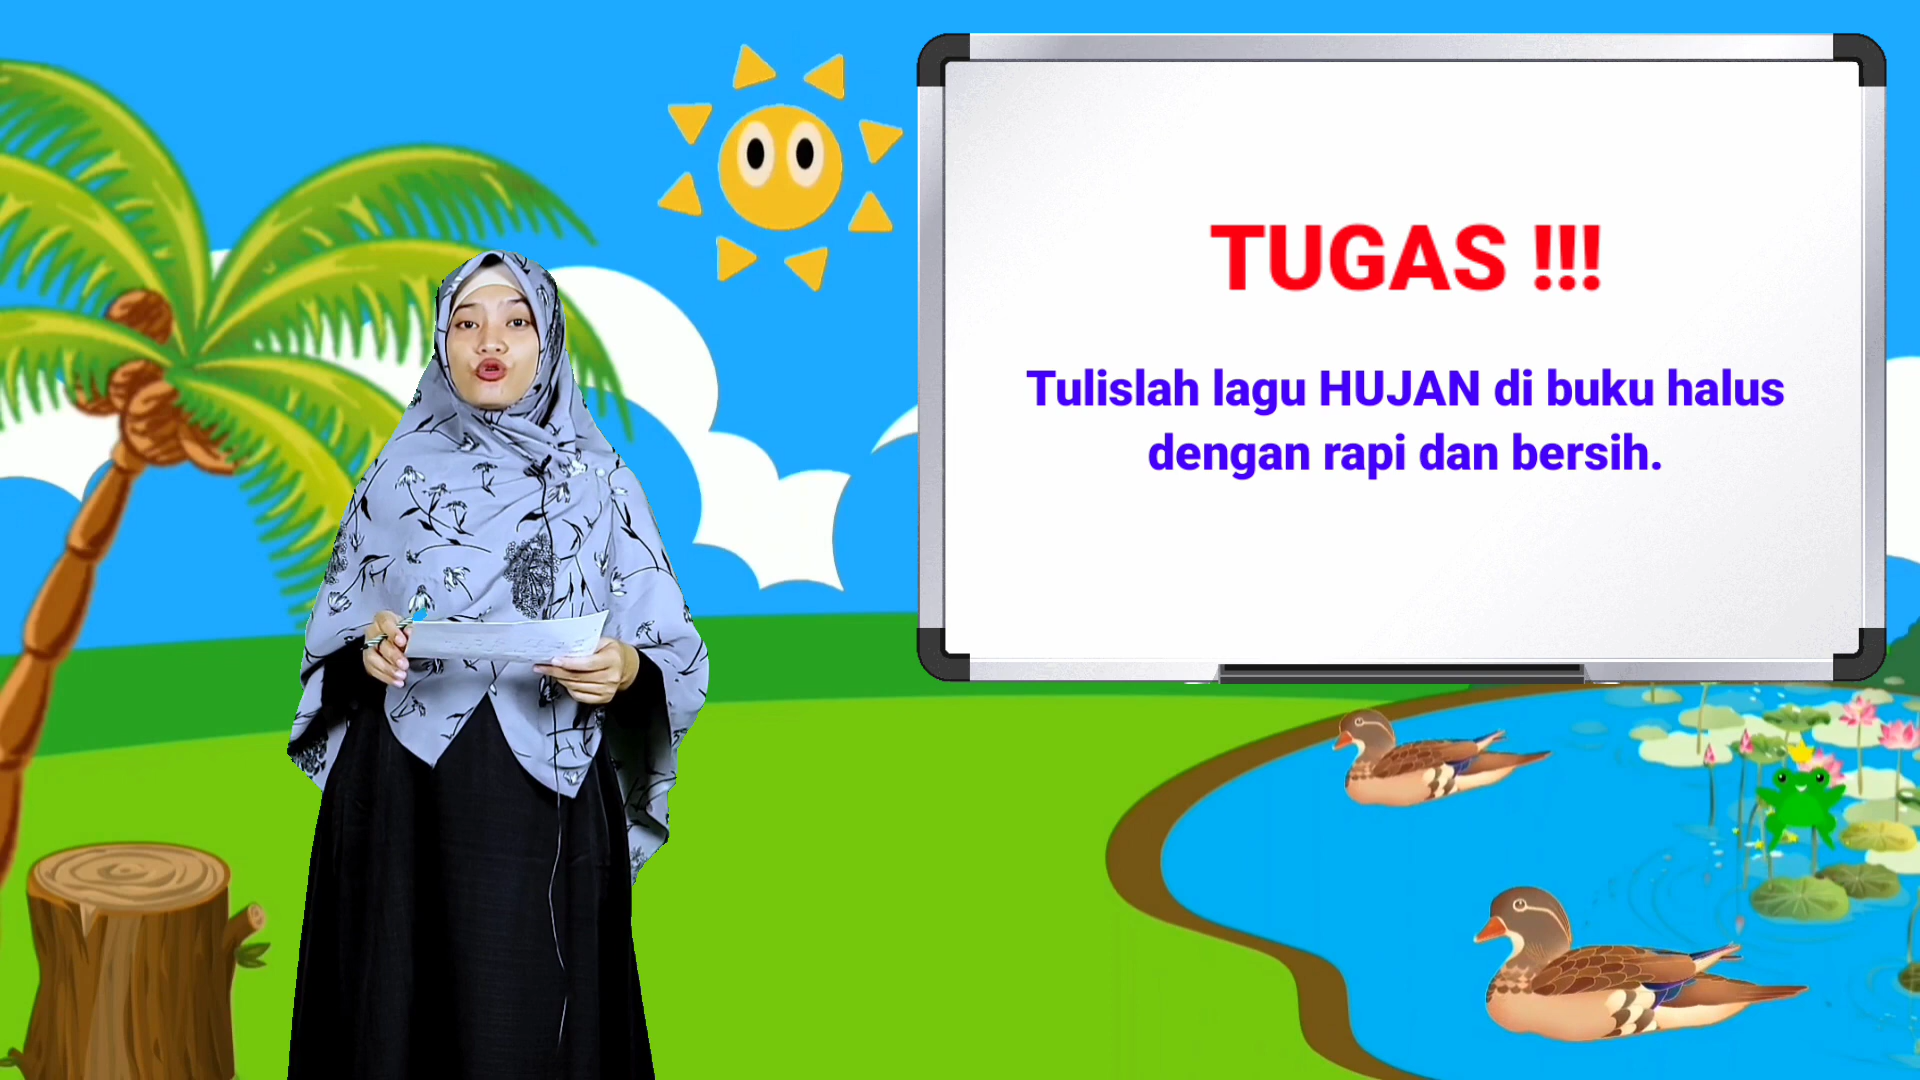 TUGAS !!!
Tulislah lagu HUJAN di buku halus
dengan rapi dan bersih.